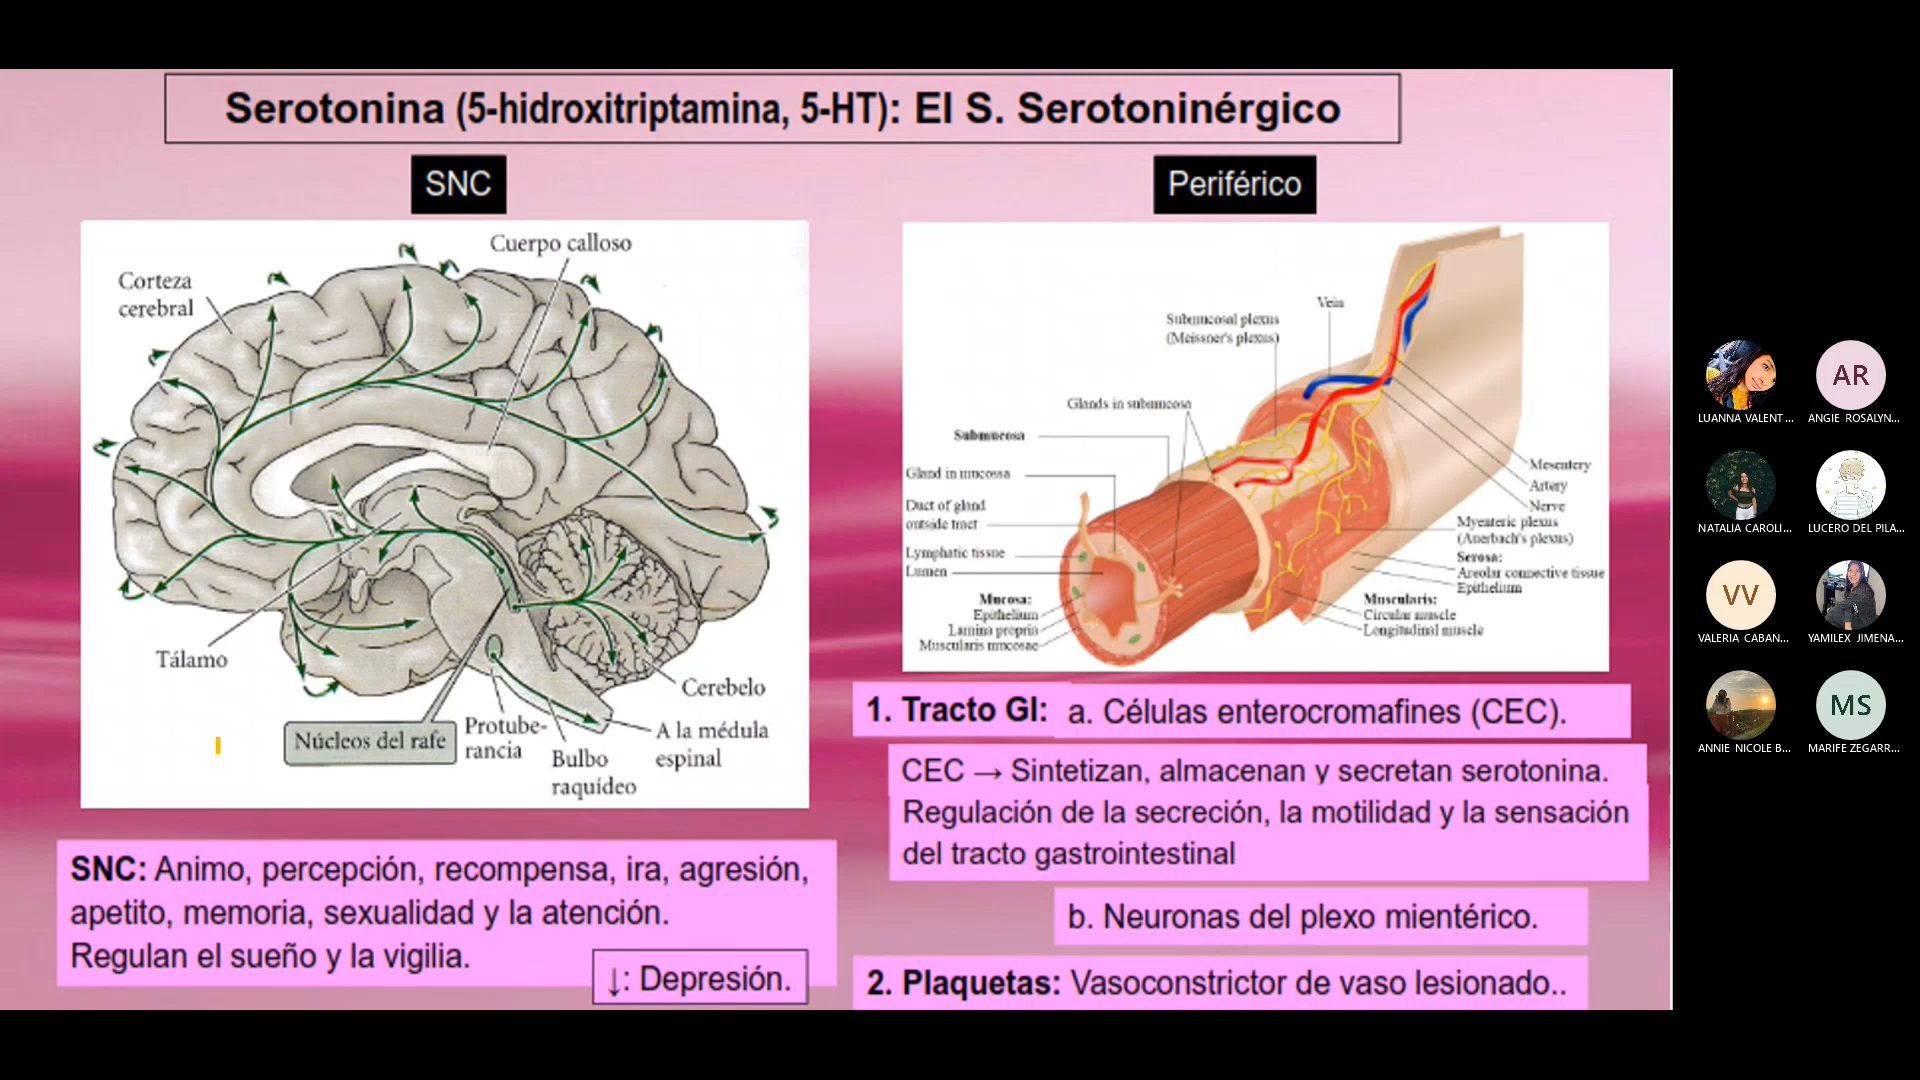 Serotonina (5-hidroxitriptamina, 5-HT): El S. Serotoninérgico
SNC
Cuerpo calloso
Corteza
cerebral
Tálamo
Núcleos del rafe
Protube-
rancia
Bulbo
raquídeo
A la médula
espinal
Cerebelo
SNC: Animo, percepción, recompensa, ira, agresión,
apetito, memoria, sexualidad y la atención.
Regulan el sueño y la vigilia.
↓: Depresión.
Periférico
Vein
Submucosal plexus
(Meissner's plexus)
Glands in submucosa
Submucosa
Gland in mucossa
Duct of gland
outside tract
Lymphatic tissue
Lumen
Mucosa:
Epithelium
Lamina propria
Muscularis mucosae
Mesentery
Artery
Nerve
Myenteric plexus
(Auerbach's plexus)
Serosa:
Areolar connective tissue
Epithelium
Muscularis:
Circular muscle
Longitudinal muscle
1. Tracto GI: a. Células enterocromafines (CEC).
CEC → Sintetizan, almacenan y secretan serotonina.
Regulación de la secreción, la motilidad y la sensación
del tracto gastrointestinal
b. Neuronas del plexo mientérico.
2. Plaquetas: Vasoconstrictor de vaso lesionado..
LUANNA VALENT...
AR
ANGIE ROSALYN...
NATALIA CAROLI...
LUCERO DEL PILA...
VV
VALERIA CABAN...
YAMILEX JIMENA...
ANNIE NICOLE B...
MS
MARIFE ZEGARR...